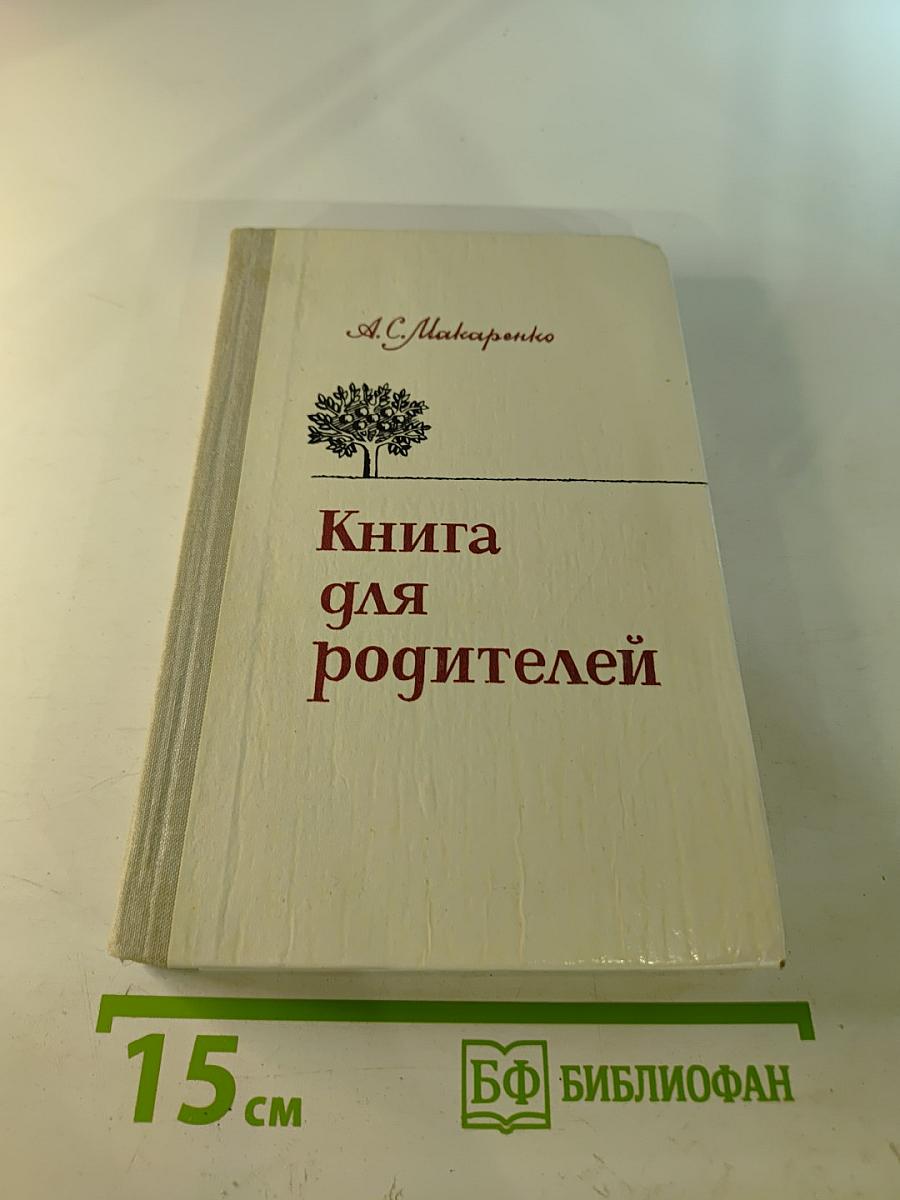 А.С.Макаренко
Книга
для
родителей
15 см
БФ БИБЛИОФАН